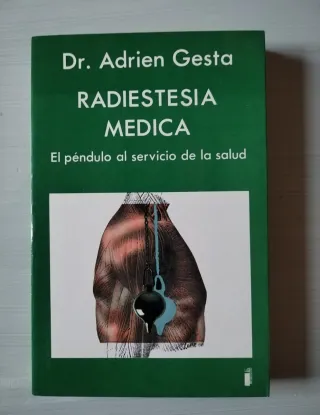 Dr. Adrien Gesta
RADIESTESIA
MEDICA
El péndulo al servicio de la salud